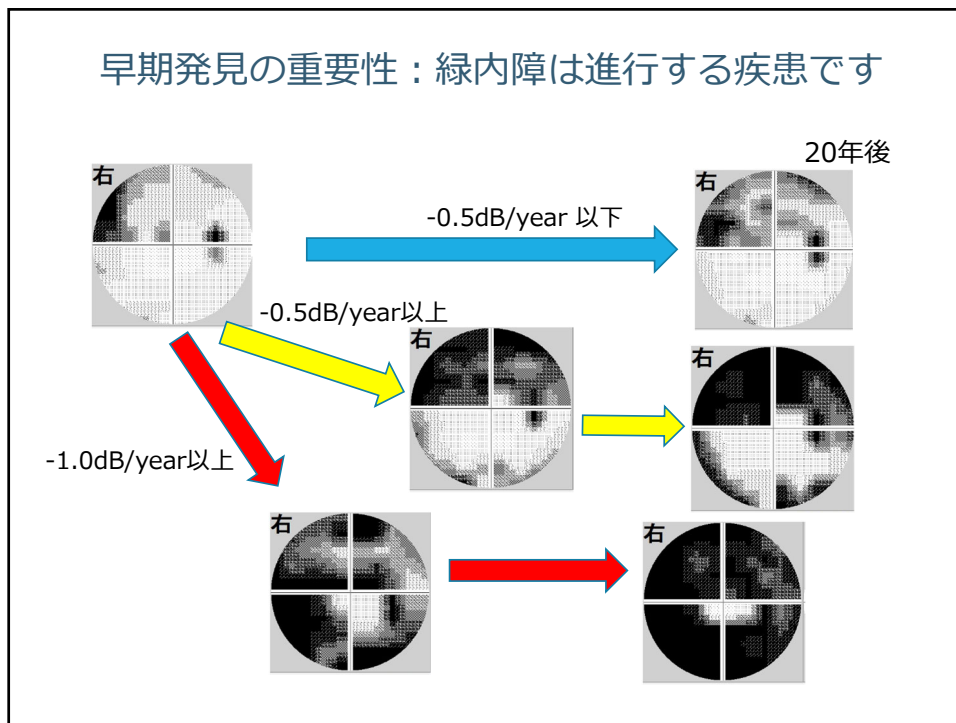 早期発見の重要性：緑内障は進行する疾患です
20年後
右
右
-0.5dB/year 以下
-0.5dB/year以上
右
右
-1.0dB/year以上
右
右